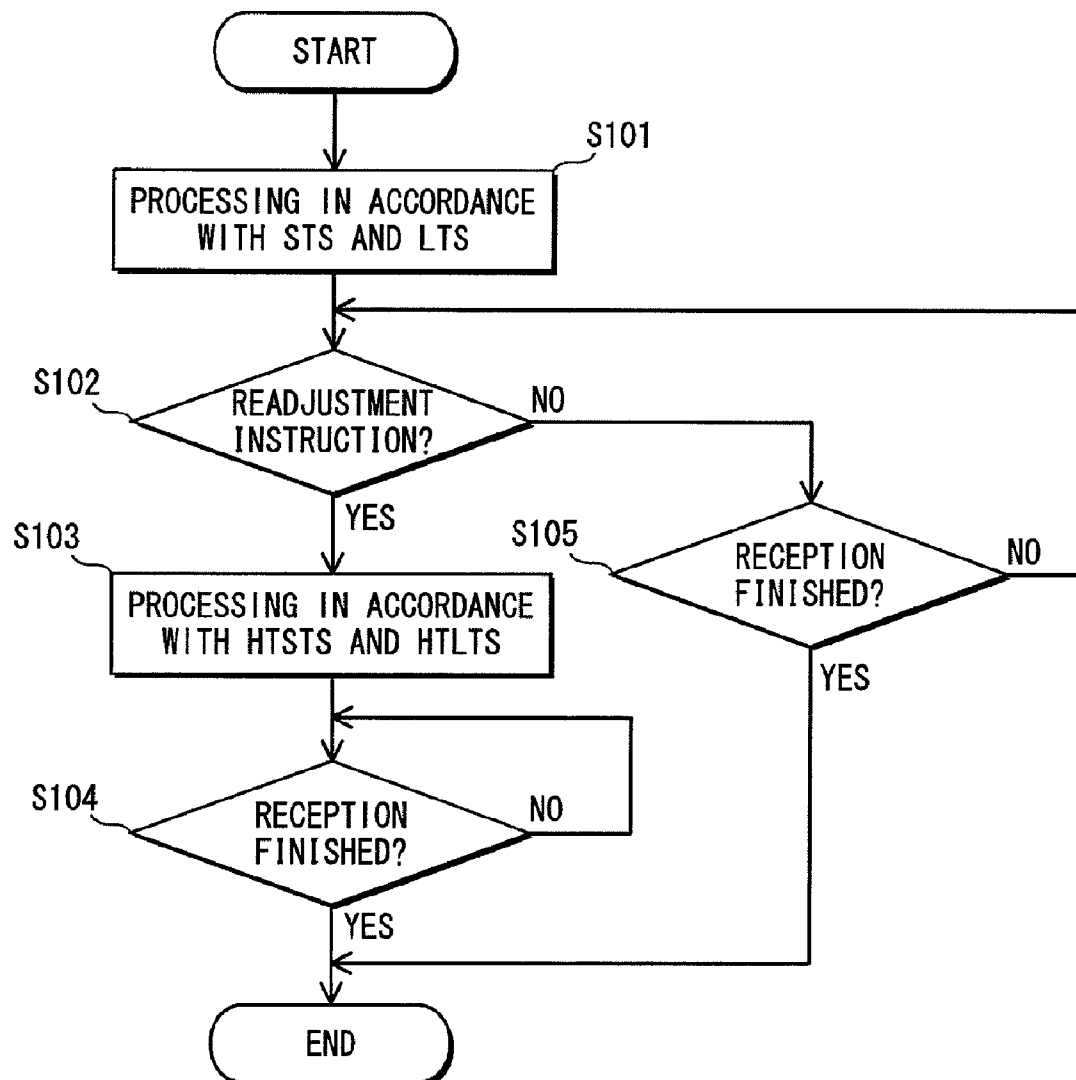 START
S101
PROCESSING IN ACCORDANCE
WITH STS AND LTS
S102
READJUSTMENT
INSTRUCTION?
NO
YES
S103
PROCESSING IN ACCORDANCE
WITH HTSTS AND HTLTS
S105
RECEPTION
FINISHED?
NO
YES
S104
RECEPTION
FINISHED?
NO
YES
END